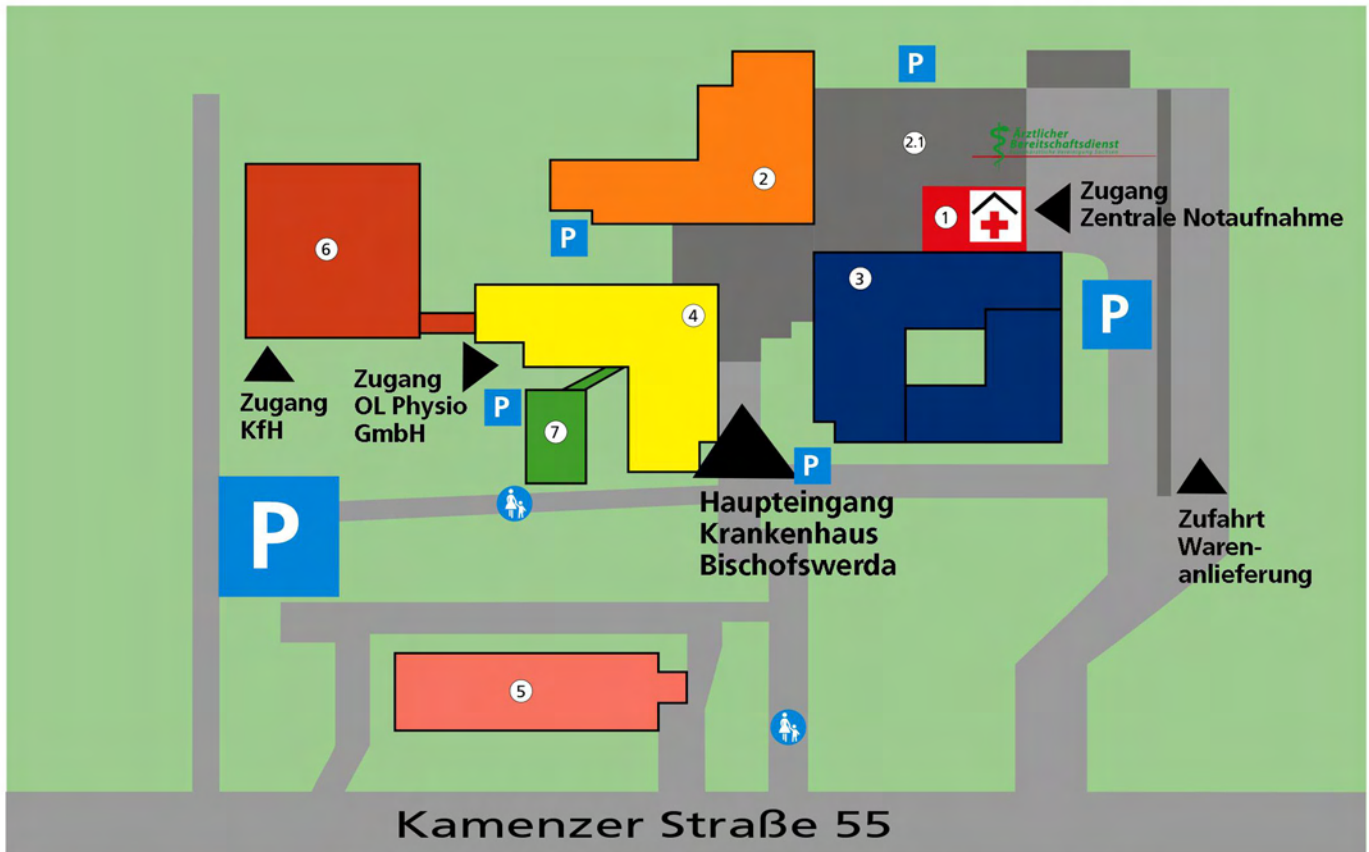 P
2.1
Ärztlicher
Bereitschaftsdienst
2
1
Zugang
Zentrale Notaufnahme
P
6
3
4
P
Zugang
KfH
Zugang
OL Physio
GmbH
P
7
P
P
Haupteingang
Krankenhaus
Bischofswerda
Zufahrt
Waren-
anlieferung
5
Kamenzer Straße 55